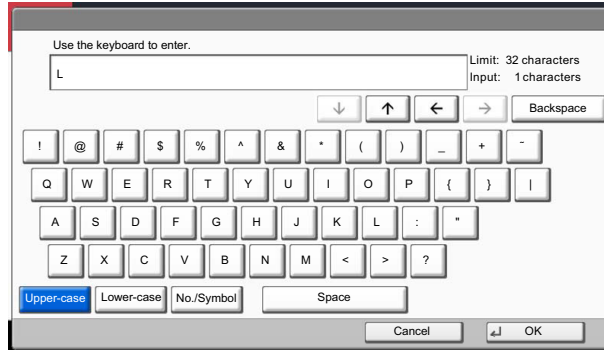 Use the keyboard to enter.
Limit: 32 characters
L
Input: 1 characters
↓ ↑ ← → Backspace
! @ # $ % ^ & * ( ) _ + ~
Q W E R T Y U I O P { } |
A S D F G H J K L : "
Z X C V B N M < > ?
Upper-case Lower-case No./Symbol Space
Cancel OK